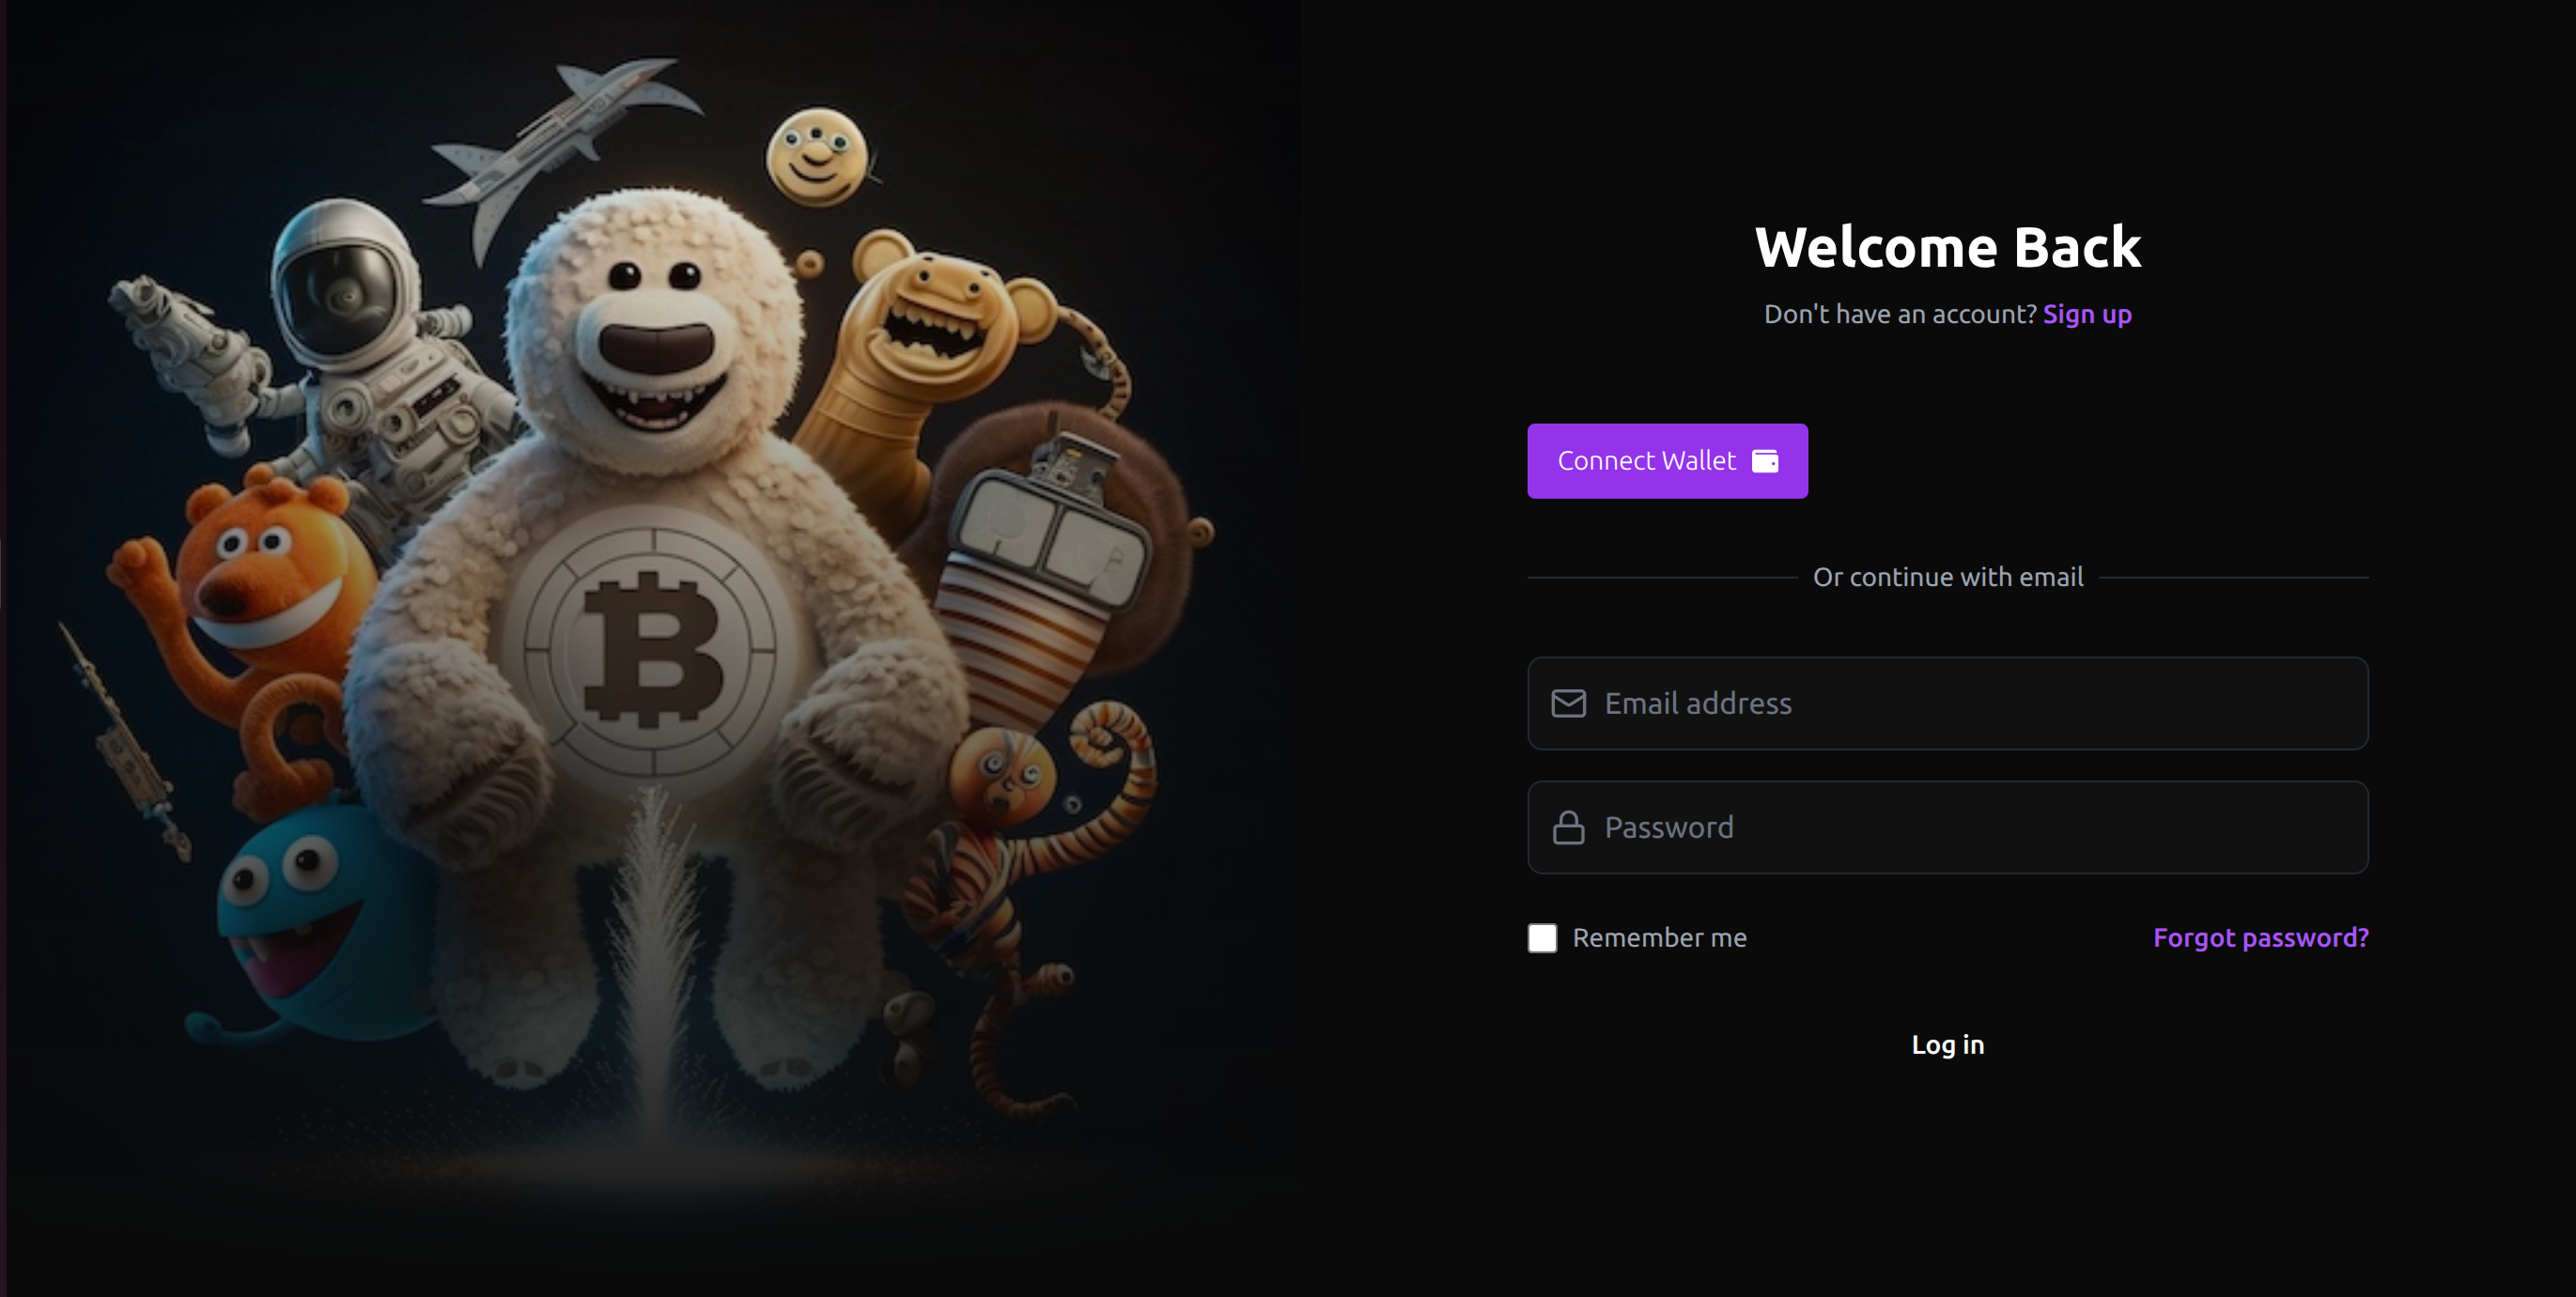 Welcome Back
Don't have an account? Sign up
Connect Wallet
Or continue with email
Email address
Password
Remember me
Forgot password?
Log in